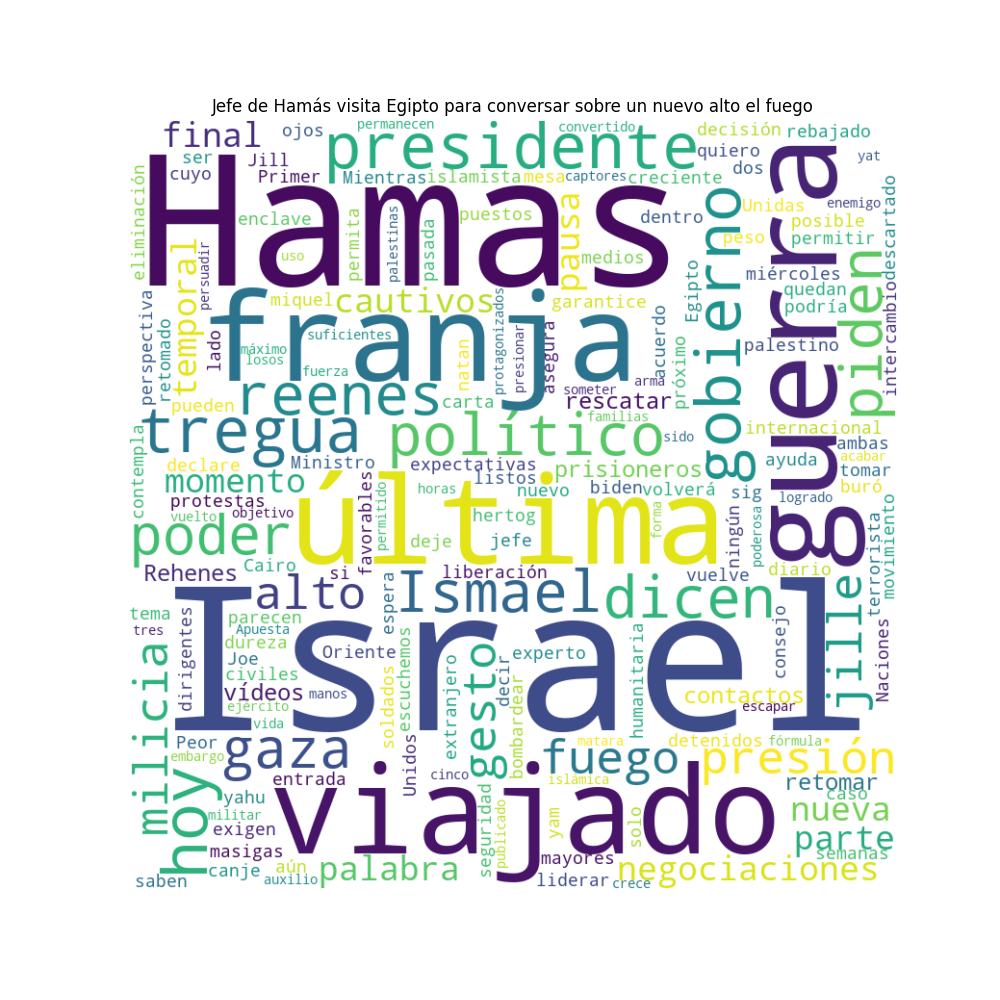 Jefe de Hamás visita Egipto para conversar sobre un nuevo alto el fuego
permanecen
convertido
final
ojos
presidente
decisión
rebajado
ser
Jill
quiero
yat
cuyo
Primer
Mientras
islamista
mesa
captores
creciente
dos
Hamas
guerra
eliminación
enclave
permita
palestinas
pasada
puestos
pausa
dentro
gobierno
Unidas
enemigo
posible
peso
permitir
descartado
persuadir
uso
medios
temporal
Egipto
miércoles
piden
perspectiva
retomado
lado
franja
miquel
cautivos
protagonizados
garantice
quedan
podría
intercambio
suficientes
máximo
losos
fuerza
natan
presionar
asegura
acuerdo
próximo
palestino
reenes
someter
arma
pueden
carta
rescatar
familias
tregua
político
sido
internacional
contempla
declare
Ministro
expectativas
prisioneros
ayuda
ambas
acabar
momento
listos
tomar
protestas
favorables
permitido
horas
nuevo
biden
volverá
sig
buró
vuelto
objetivo
última
logrado
poder
hertog
forma
ningún
poderosa
movimiento
deje
jefe
terrorista
Cairo
si
liberación
vuelve
diario
Rehenes
alto
espera
Ismael
dicen
jille
tema
parecen
tres
Apuesta
dureza
Israel
consejo
Naciones
dirigentes
Joe
Oriente
escuchemos
extranjero
gesto
decir
experto
humanitaria
civiles
vídeos
manos
soldados
contactos
ejército
escapar
milicia
vida
bombardear
Peor
gaza
Unidos
matara
detenidos
fórmula
embargo
fuego
presión
hoy
entrada
cinco
islámica
retomar
viajado
caso
yahu
militar
seguridad
publicado
yam
solo
nueva
exigen
parte
masigas
mayores
semanas
canje
aún
palabra
negociaciones
saben
auxilio
liderar
crece